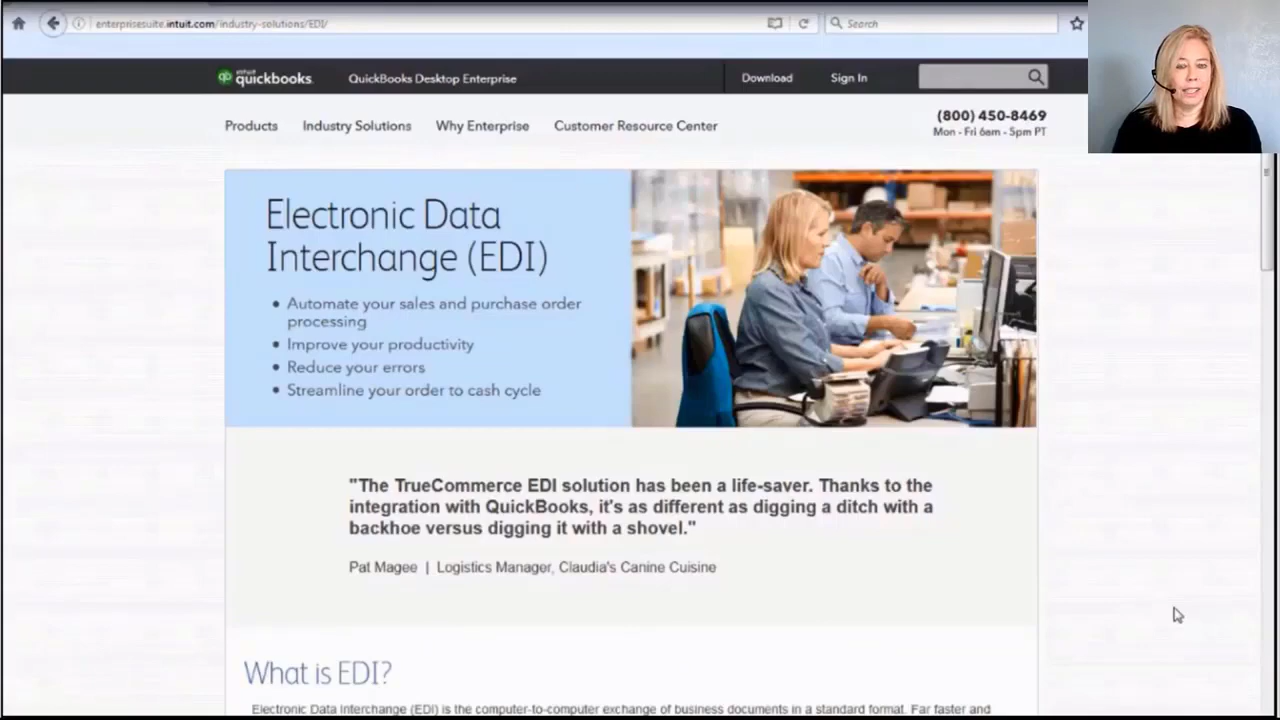 enterprisesuite.intuit.com/industry-solutions/EDI/
Search
intuit
quickbooks.
QuickBooks Desktop Enterprise
Download
Sign In
Products
Industry Solutions
Why Enterprise
Customer Resource Center
(800) 450-8469
Mon - Fri 6am - 5pm PT
Electronic Data
Interchange (EDI)
• Automate your sales and purchase order
processing
• Improve your productivity
• Reduce your errors
• Streamline your order to cash cycle
"The TrueCommerce EDI solution has been a life-saver. Thanks to the
integration with QuickBooks, it's as different as digging a ditch with a
backhoe versus digging it with a shovel."
Pat Magee | Logistics Manager, Claudia's Canine Cuisine
What is EDI?
Electronic Data Interchange (EDI) is the computer-to-computer exchange of business documents in a standard format. Far faster and